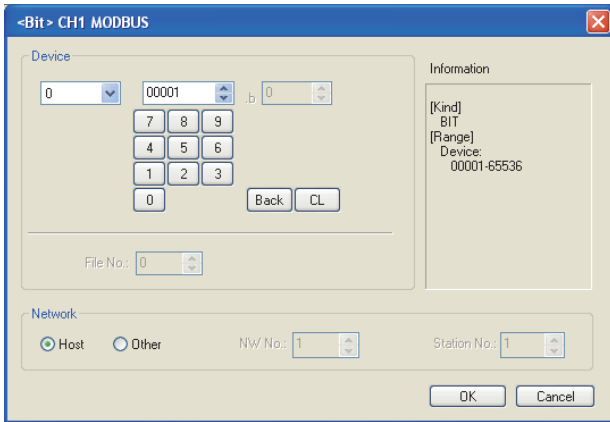 <Bit> CH1 MODBUS
Device
0 00001 .b 0
7 8 9
4 5 6
1 2 3
0 Back CL
File No.: 0
Information
[Kind]
BIT
[Range]
Device:
00001-65536
Network
Host Other NW No.: 1 Station No.: 1
OK Cancel